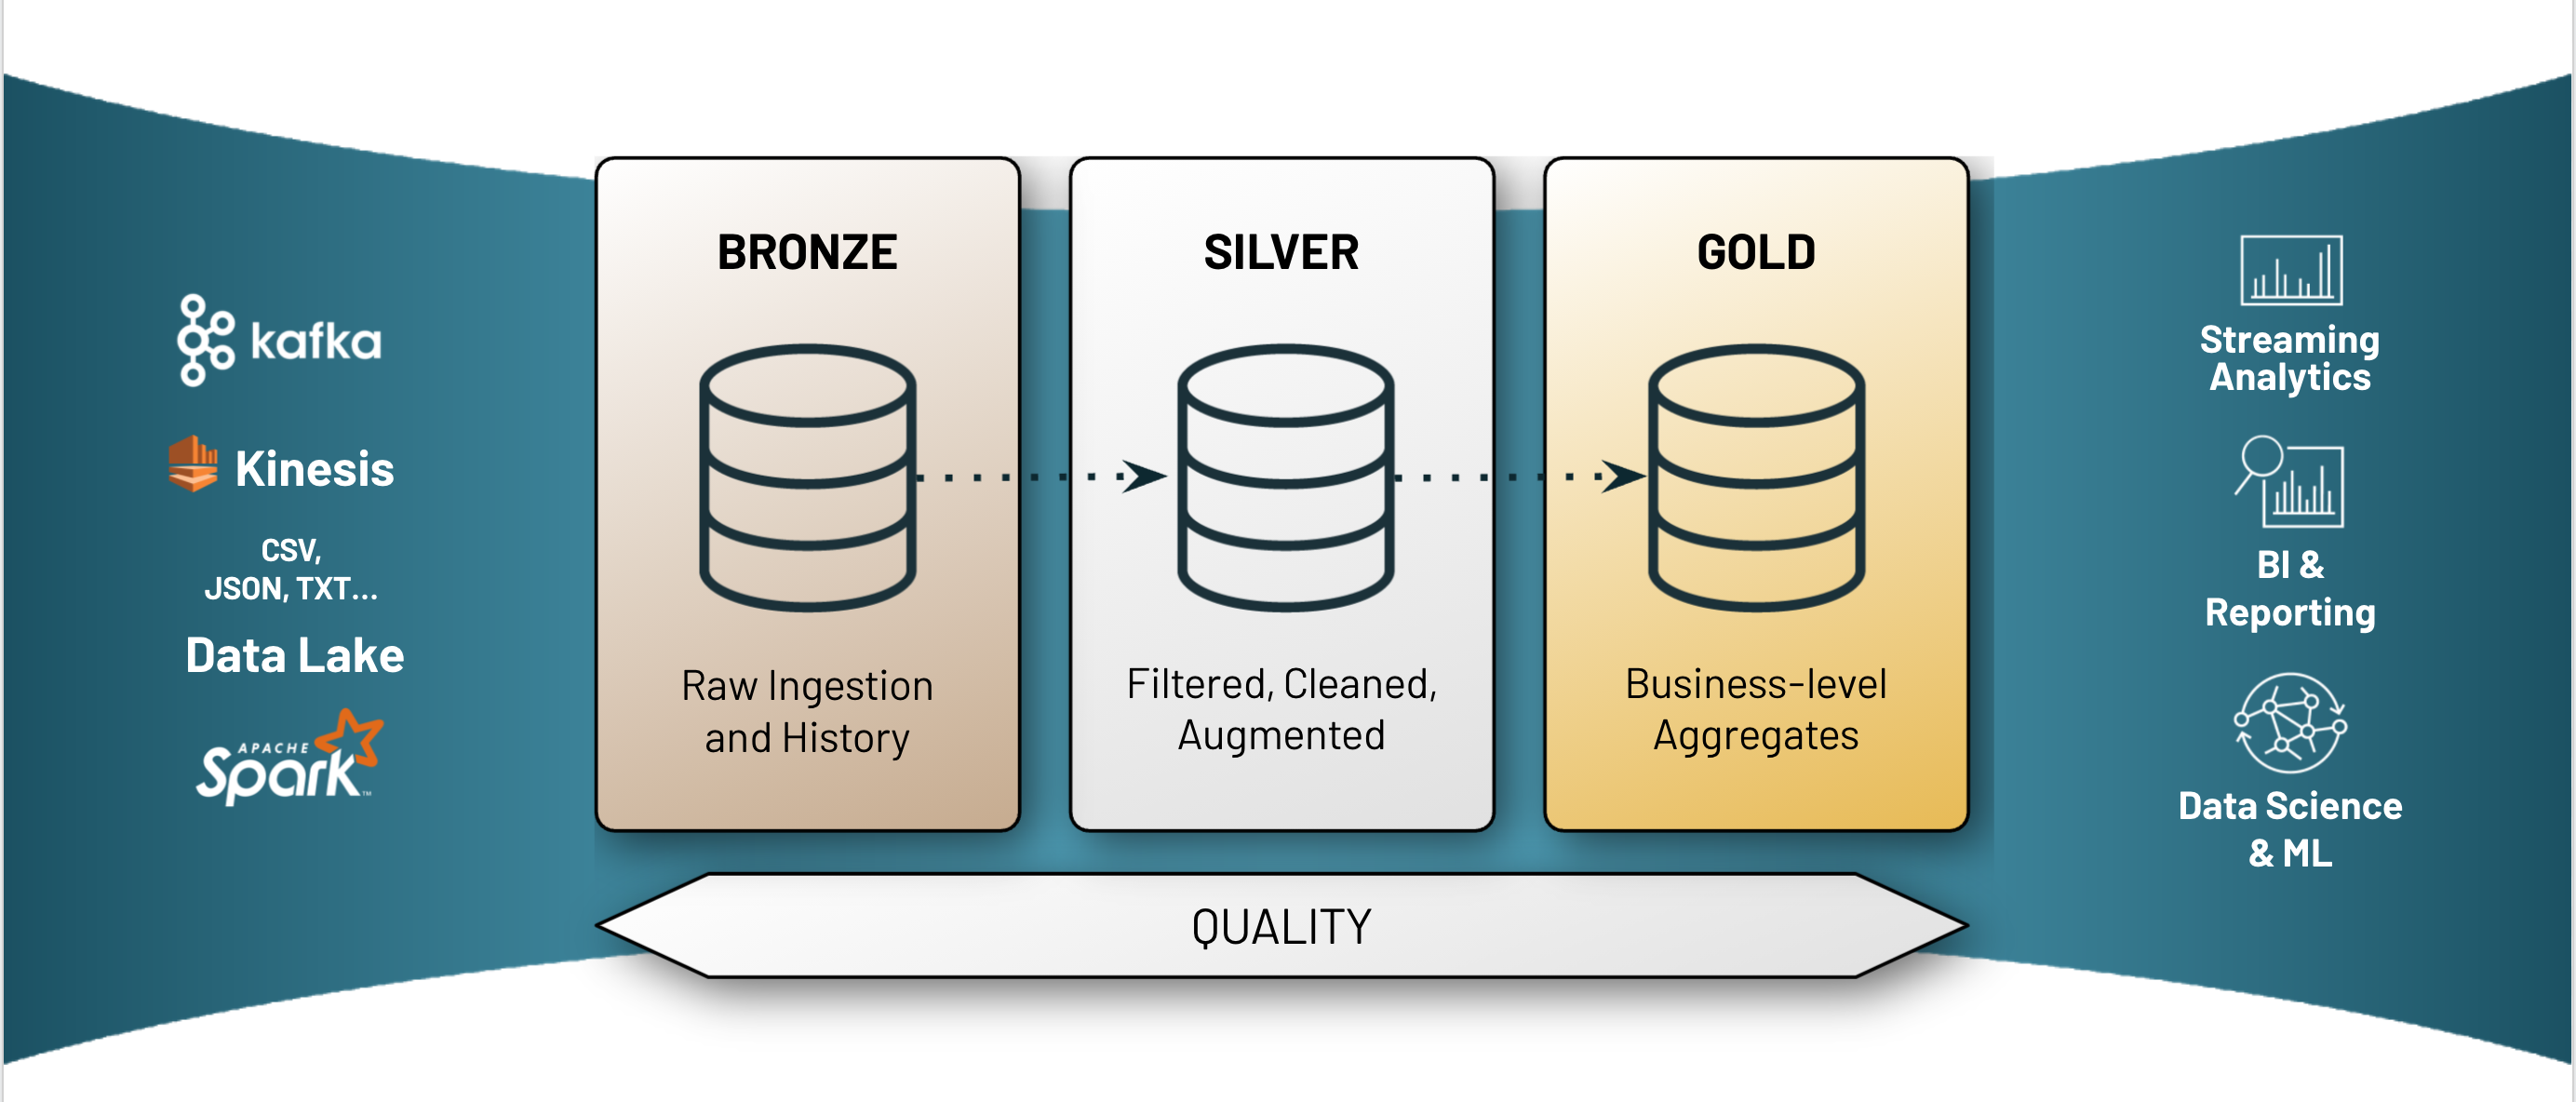 kafka
Kinesis
CSV,
JSON, TXT...
Data Lake
APACHE
Spark™
BRONZE
Raw Ingestion
and History
SILVER
Filtered, Cleaned,
Augmented
GOLD
Business-level
Aggregates
QUALITY
Streaming
Analytics
BI &
Reporting
Data Science
& ML